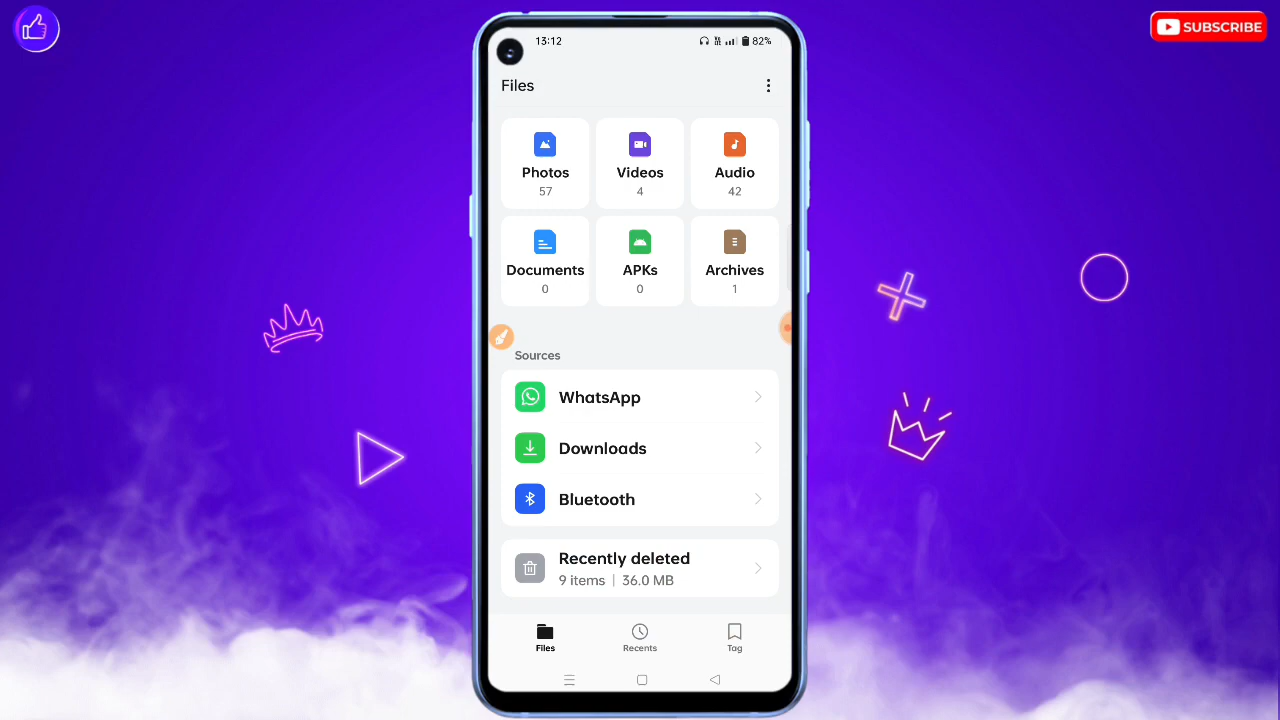 SUBSCRIBE
13:12
82%
Files
Photos
57
Videos
4
Audio
42
Documents
0
APKs
0
Archives
1
Sources
WhatsApp
Downloads
Bluetooth
Recently deleted
9 items | 36.0 MB
Files
Recents
Tag